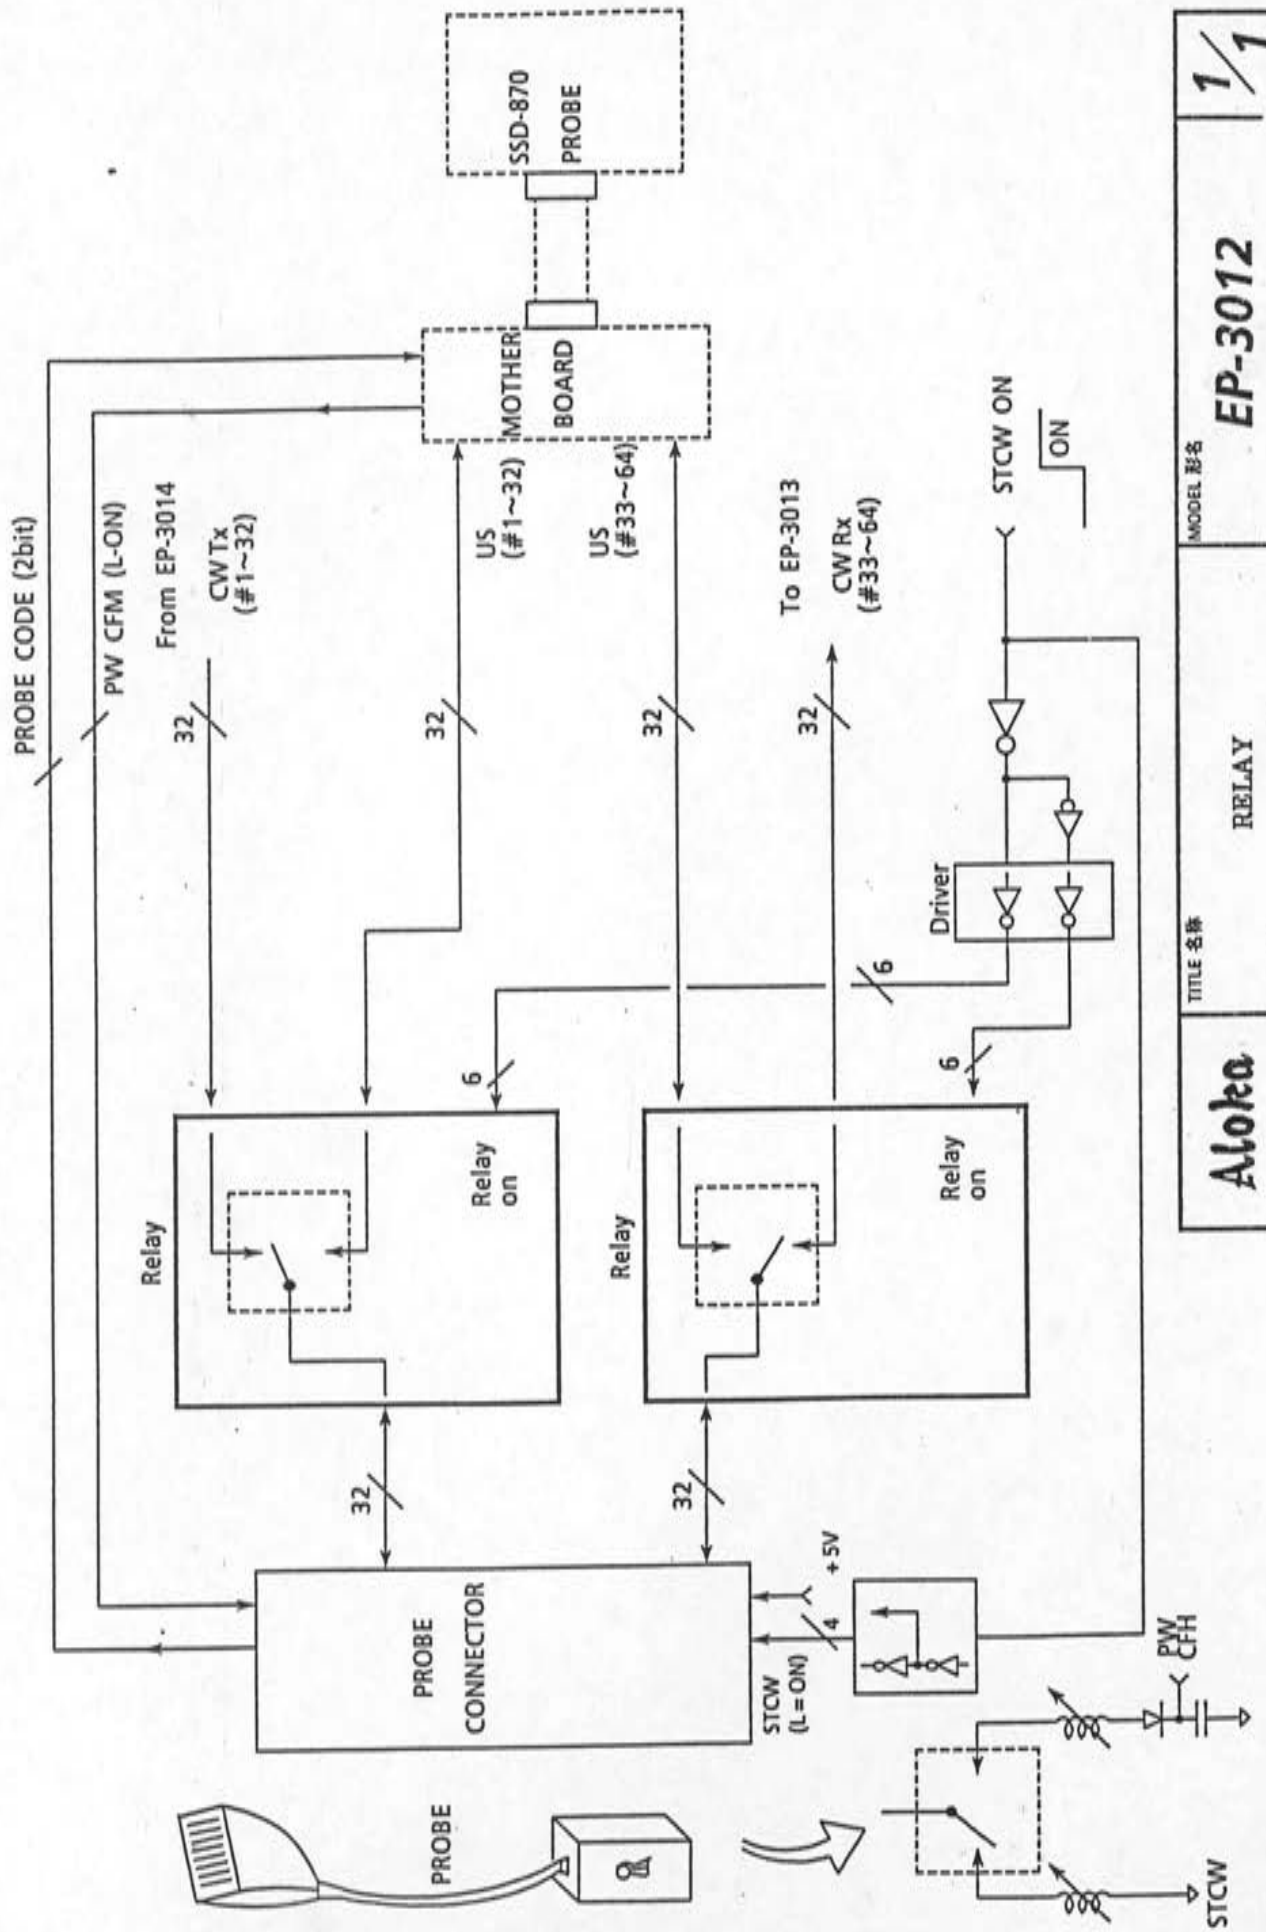 PROBE CODE (2bit)
PW CFM (L-ON)
From EP-3014
CW Tx
(#1~32)
32
Relay
Relay
on
6
32
US
(#1~32)
32
MOTHER
BOARD
SSD-870
PROBE
US
(#33~64)
32
To EP-3013
CW Rx
(#33~64)
32
Relay
Relay
on
6
6
32
Driver
STCW ON
ON
PROBE
CONNECTOR
PROBE
STCW
(L=ON)
4
+5V
STCW
PW
CFH
Aloka
TITLE 名称
RELAY
MODEL 形名
EP-3012
1/1